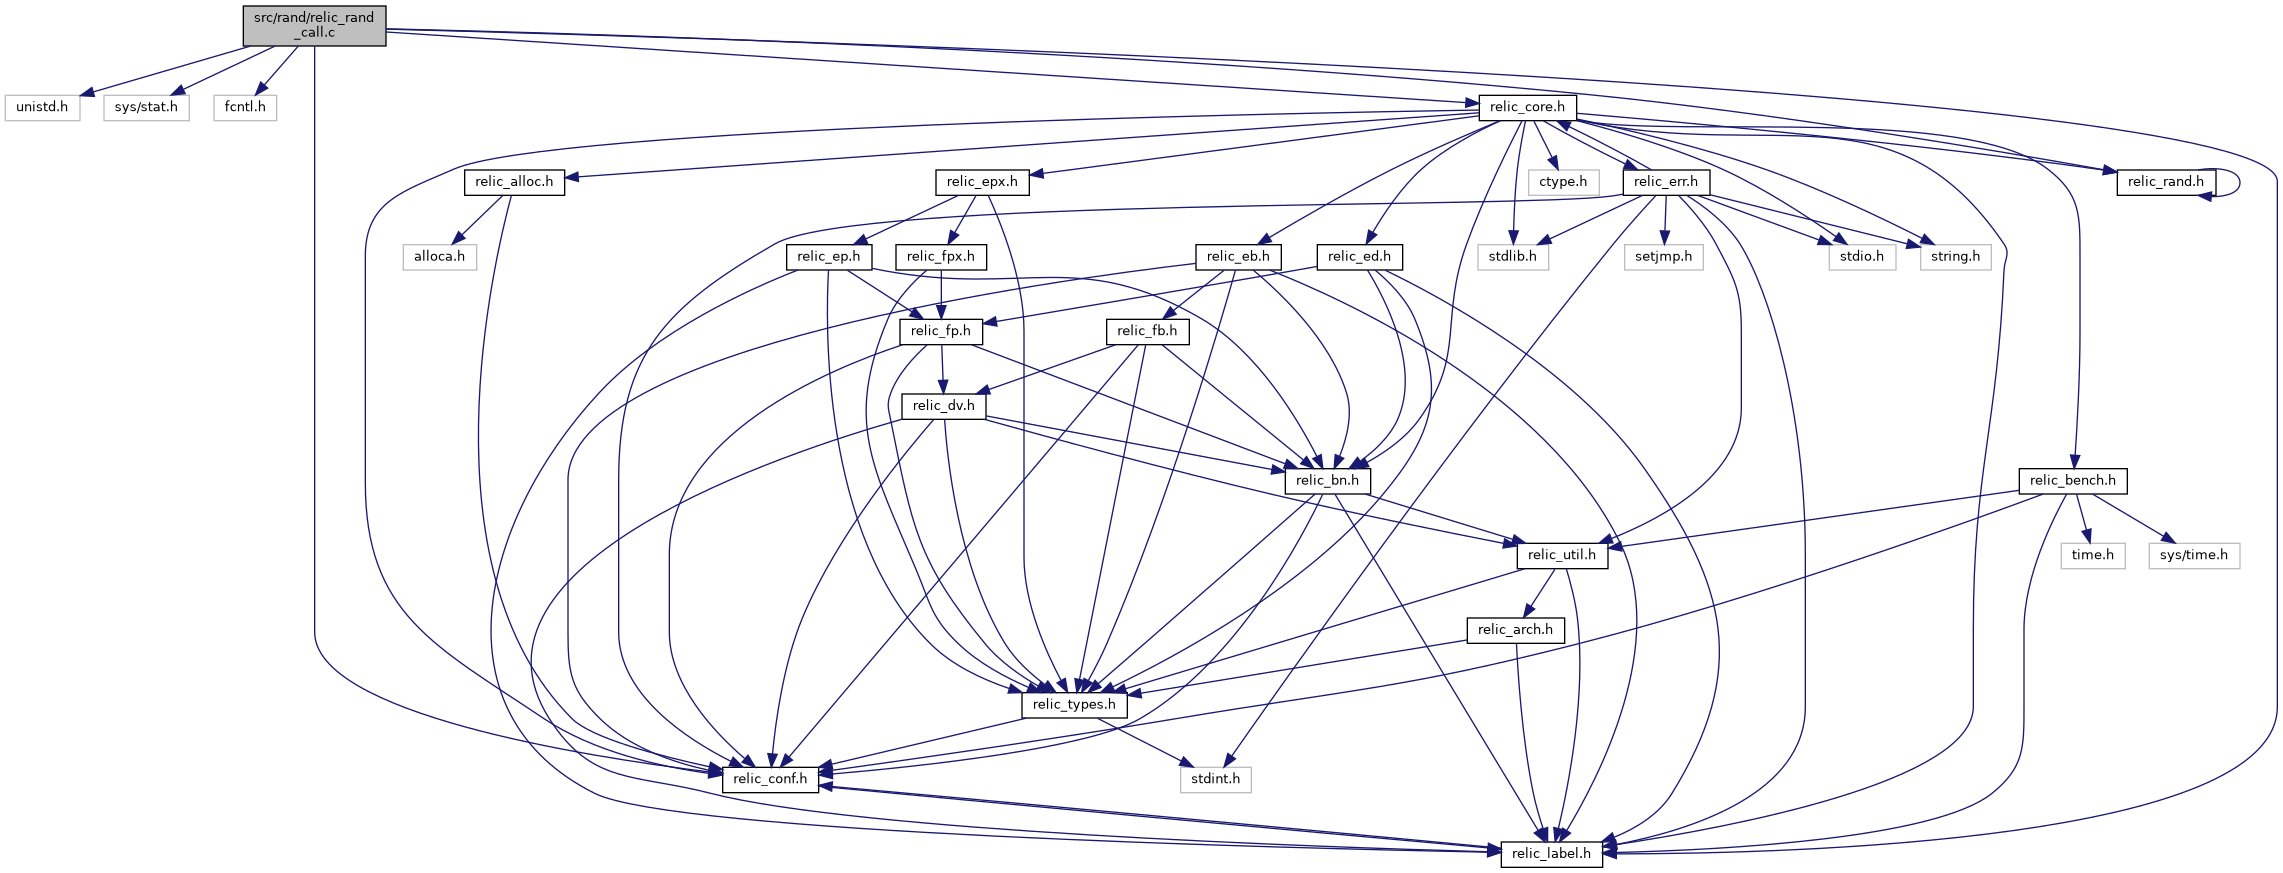 src/rand/relic_rand
_call.c
unistd.h
sys/stat.h
fcntl.h
relic_core.h
relic_alloc.h
relic_epx.h
ctype.h
relic_err.h
relic_rand.h
alloca.h
relic_ep.h
relic_fpx.h
relic_eb.h
relic_ed.h
stdlib.h
setjmp.h
stdio.h
string.h
relic_fp.h
relic_fb.h
relic_dv.h
relic_bn.h
relic_bench.h
relic_util.h
time.h
sys/time.h
relic_arch.h
relic_types.h
relic_conf.h
stdint.h
relic_label.h